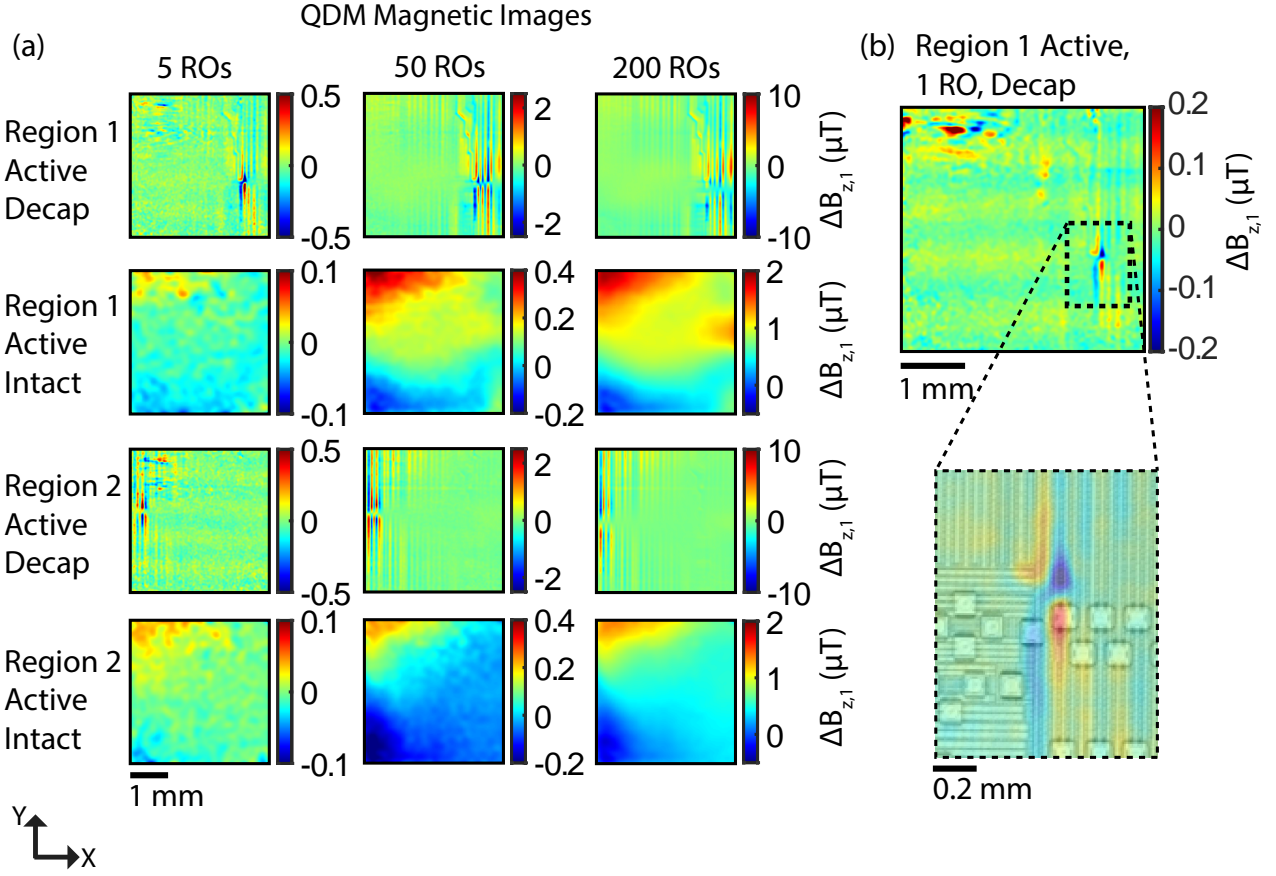 QDM Magnetic Images
(a)
5 ROs
50 ROs
200 ROs
Region 1
Active
Decap
0.5
0
-0.5
2
0
-2
10
0
-10
ΔB_{z,1} (μT)
Region 1
Active
Intact
0.1
0
-0.1
0.4
0.2
0
-0.2
2
1
0
ΔB_{z,1} (μT)
Region 2
Active
Decap
0.5
0
-0.5
2
0
-2
10
0
-10
ΔB_{z,1} (μT)
Region 2
Active
Intact
0.1
0
-0.1
0.4
0.2
0
-0.2
2
1
0
ΔB_{z,1} (μT)
1 mm
Y
X
(b) Region 1 Active,
1 RO, Decap
0.2
0.1
0
-0.1
-0.2
ΔB_{z,1} (μT)
1 mm
0.2 mm